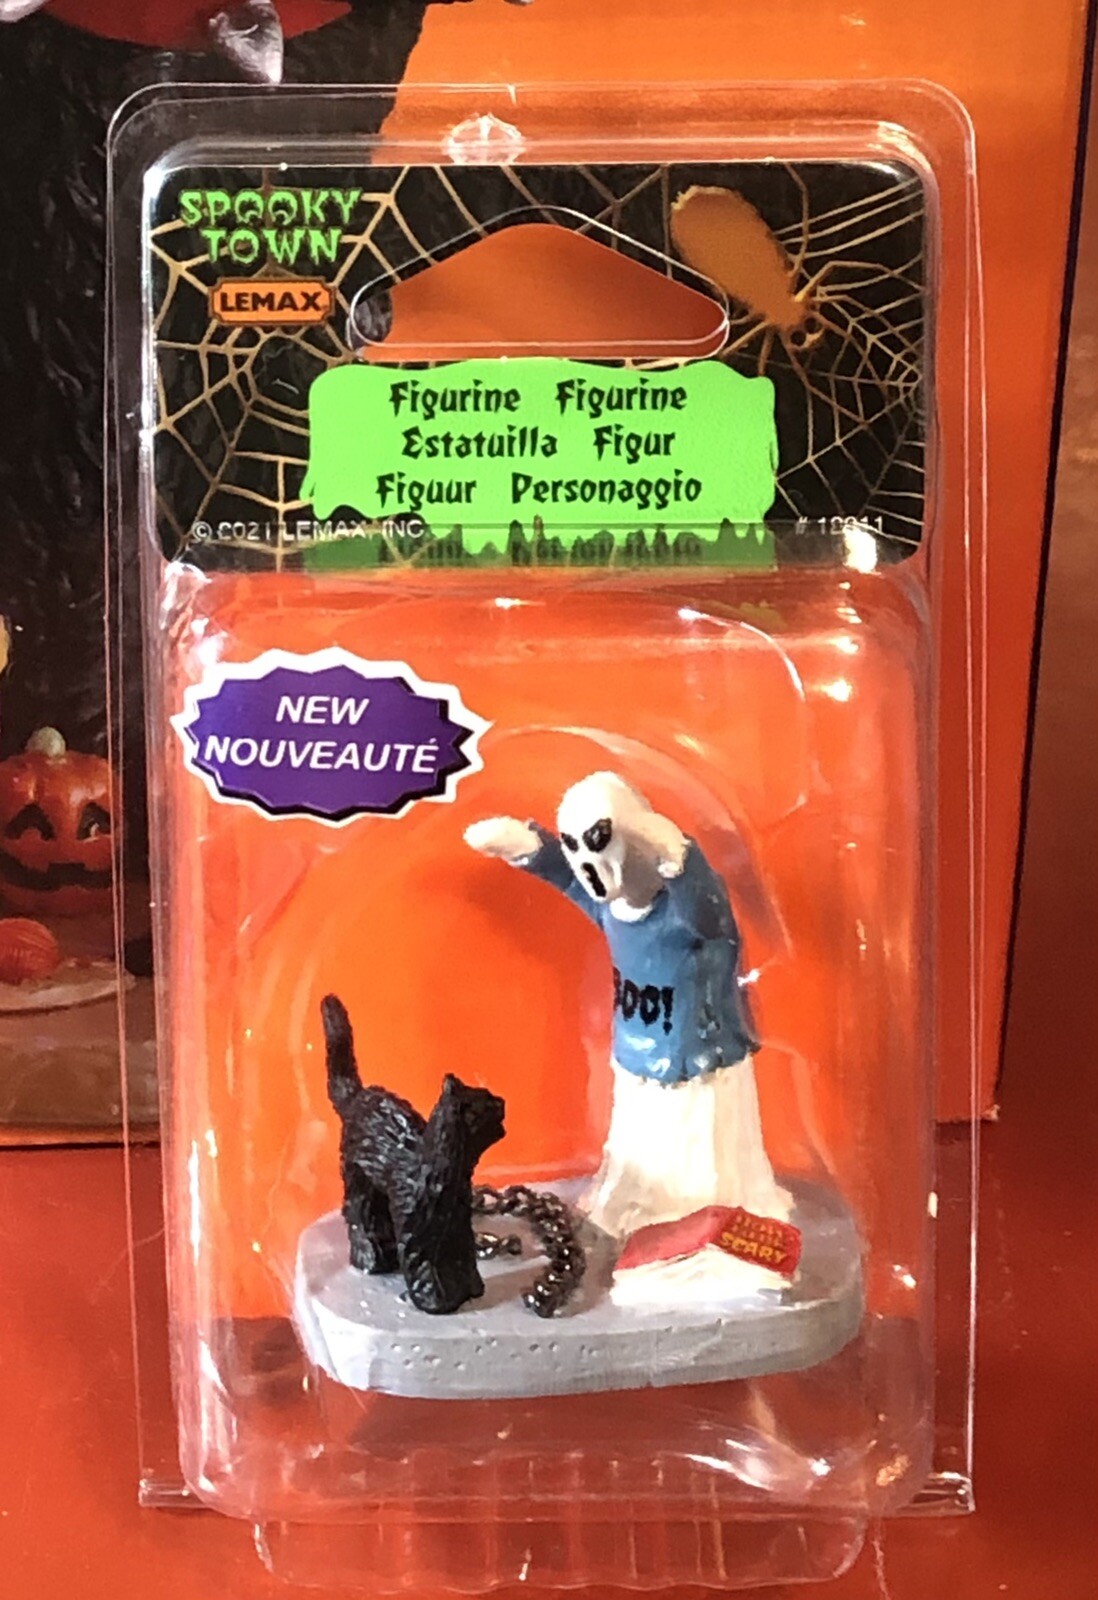 SPOOKY
TOWN
LEMAX
Figurine Figurine
Estatuilla Figur
Figuur Personaggio
© 2021 LEMAX, INC.
NEW
NOUVEAUTÉ
BOO!
SCARY